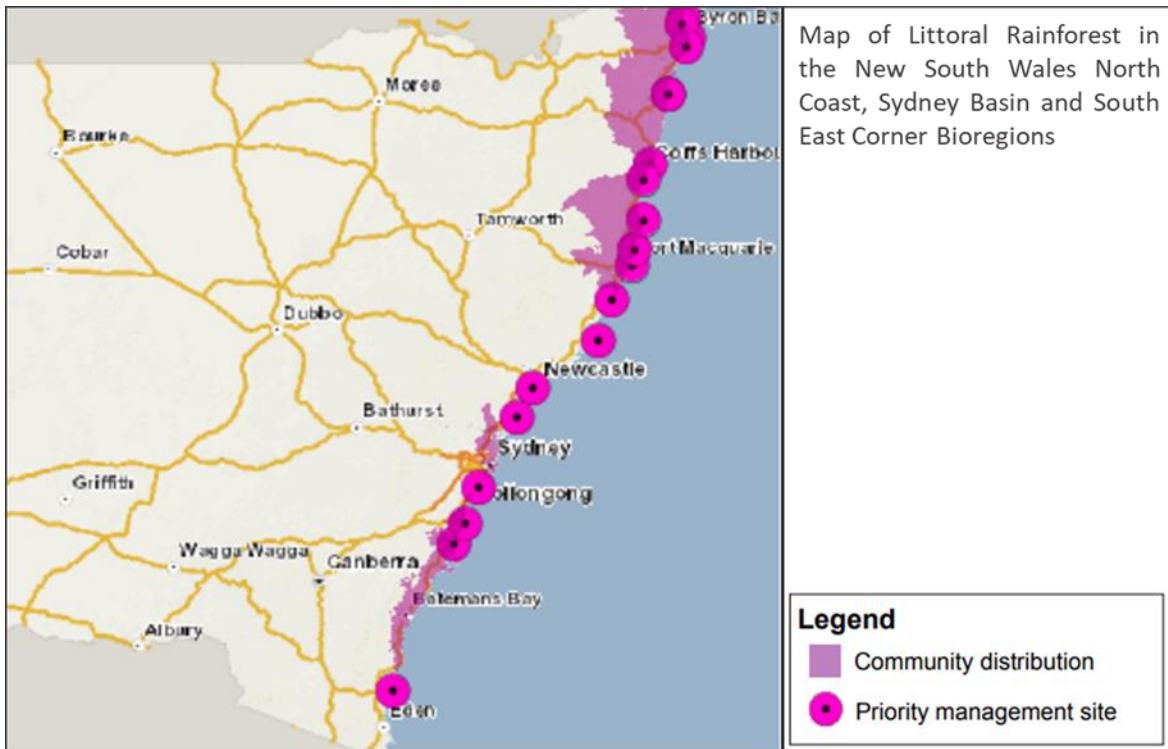 Byron Ba
Moree
Bourke
Coffs Harbou
Tamworth
Cobar
ort Macquarie
Dubbo
Newcastle
Bathurst
Sydney
Griffith
ollongong
Wagga Wagga
Canberra
Batemans Bay
Albury
Eden
Map of Littoral Rainforest in
the New South Wales North
Coast, Sydney Basin and South
East Corner Bioregions
Legend
Community distribution
Priority management site